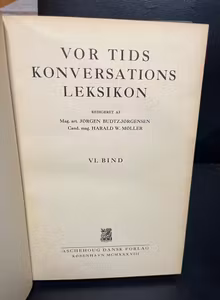 VOR TIDS
KONVERSATIONS
LEKSIKON
REDIGERET AF
Mag. art. JØRGEN BUDTZ-JØRGENSEN
Cand. mag. HARALD W. MØLLER
VI. BIND
ASCHEHOUG DANSK FORLAG
KØBENHAVN MCMXXXVIII